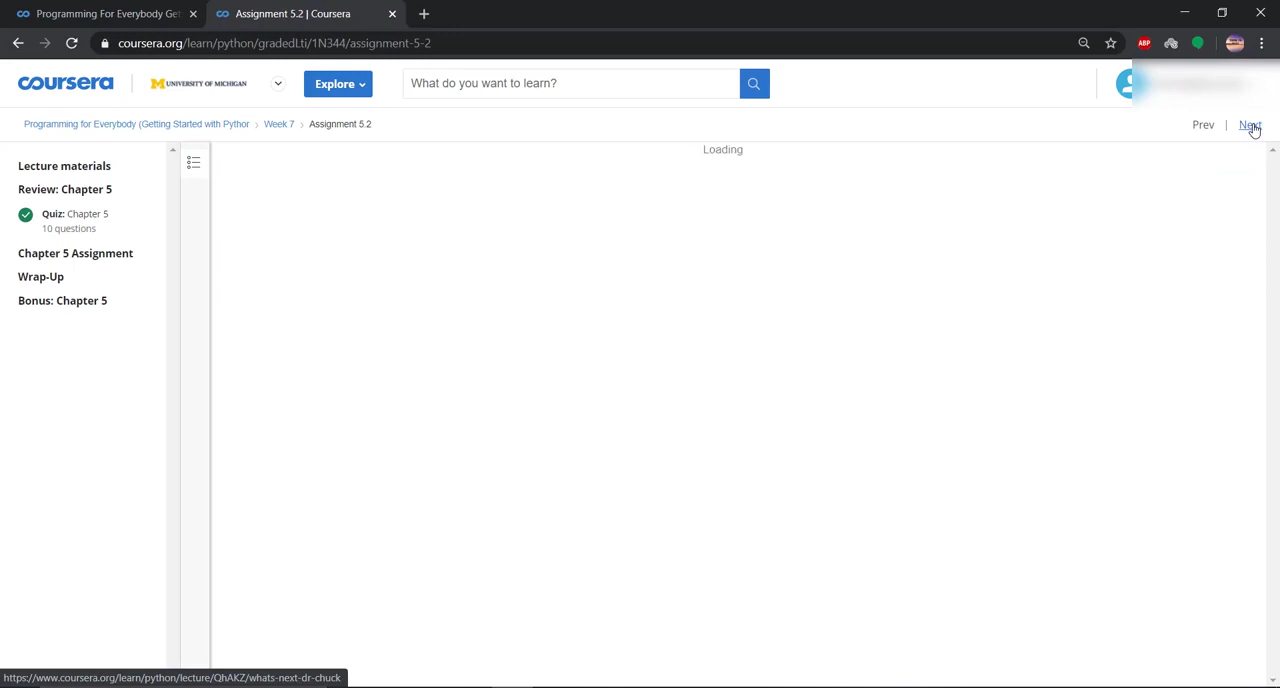 Programming For Everybody Get
Assignment 5.2 | Coursera
coursera.org/learn/python/gradedLti/1N344/assignment-5-2
ABP
coursera
M UNIVERSITY OF MICHIGAN
Explore
What do you want to learn?
Programming for Everybody (Getting Started with Python > Week 7 > Assignment 5.2
Prev | Next
Lecture materials
Loading
Review: Chapter 5
Quiz: Chapter 5
10 questions
Chapter 5 Assignment
Wrap-Up
Bonus: Chapter 5
https://www.coursera.org/learn/python/lecture/QhAKZ/whats-next-dr-chuck